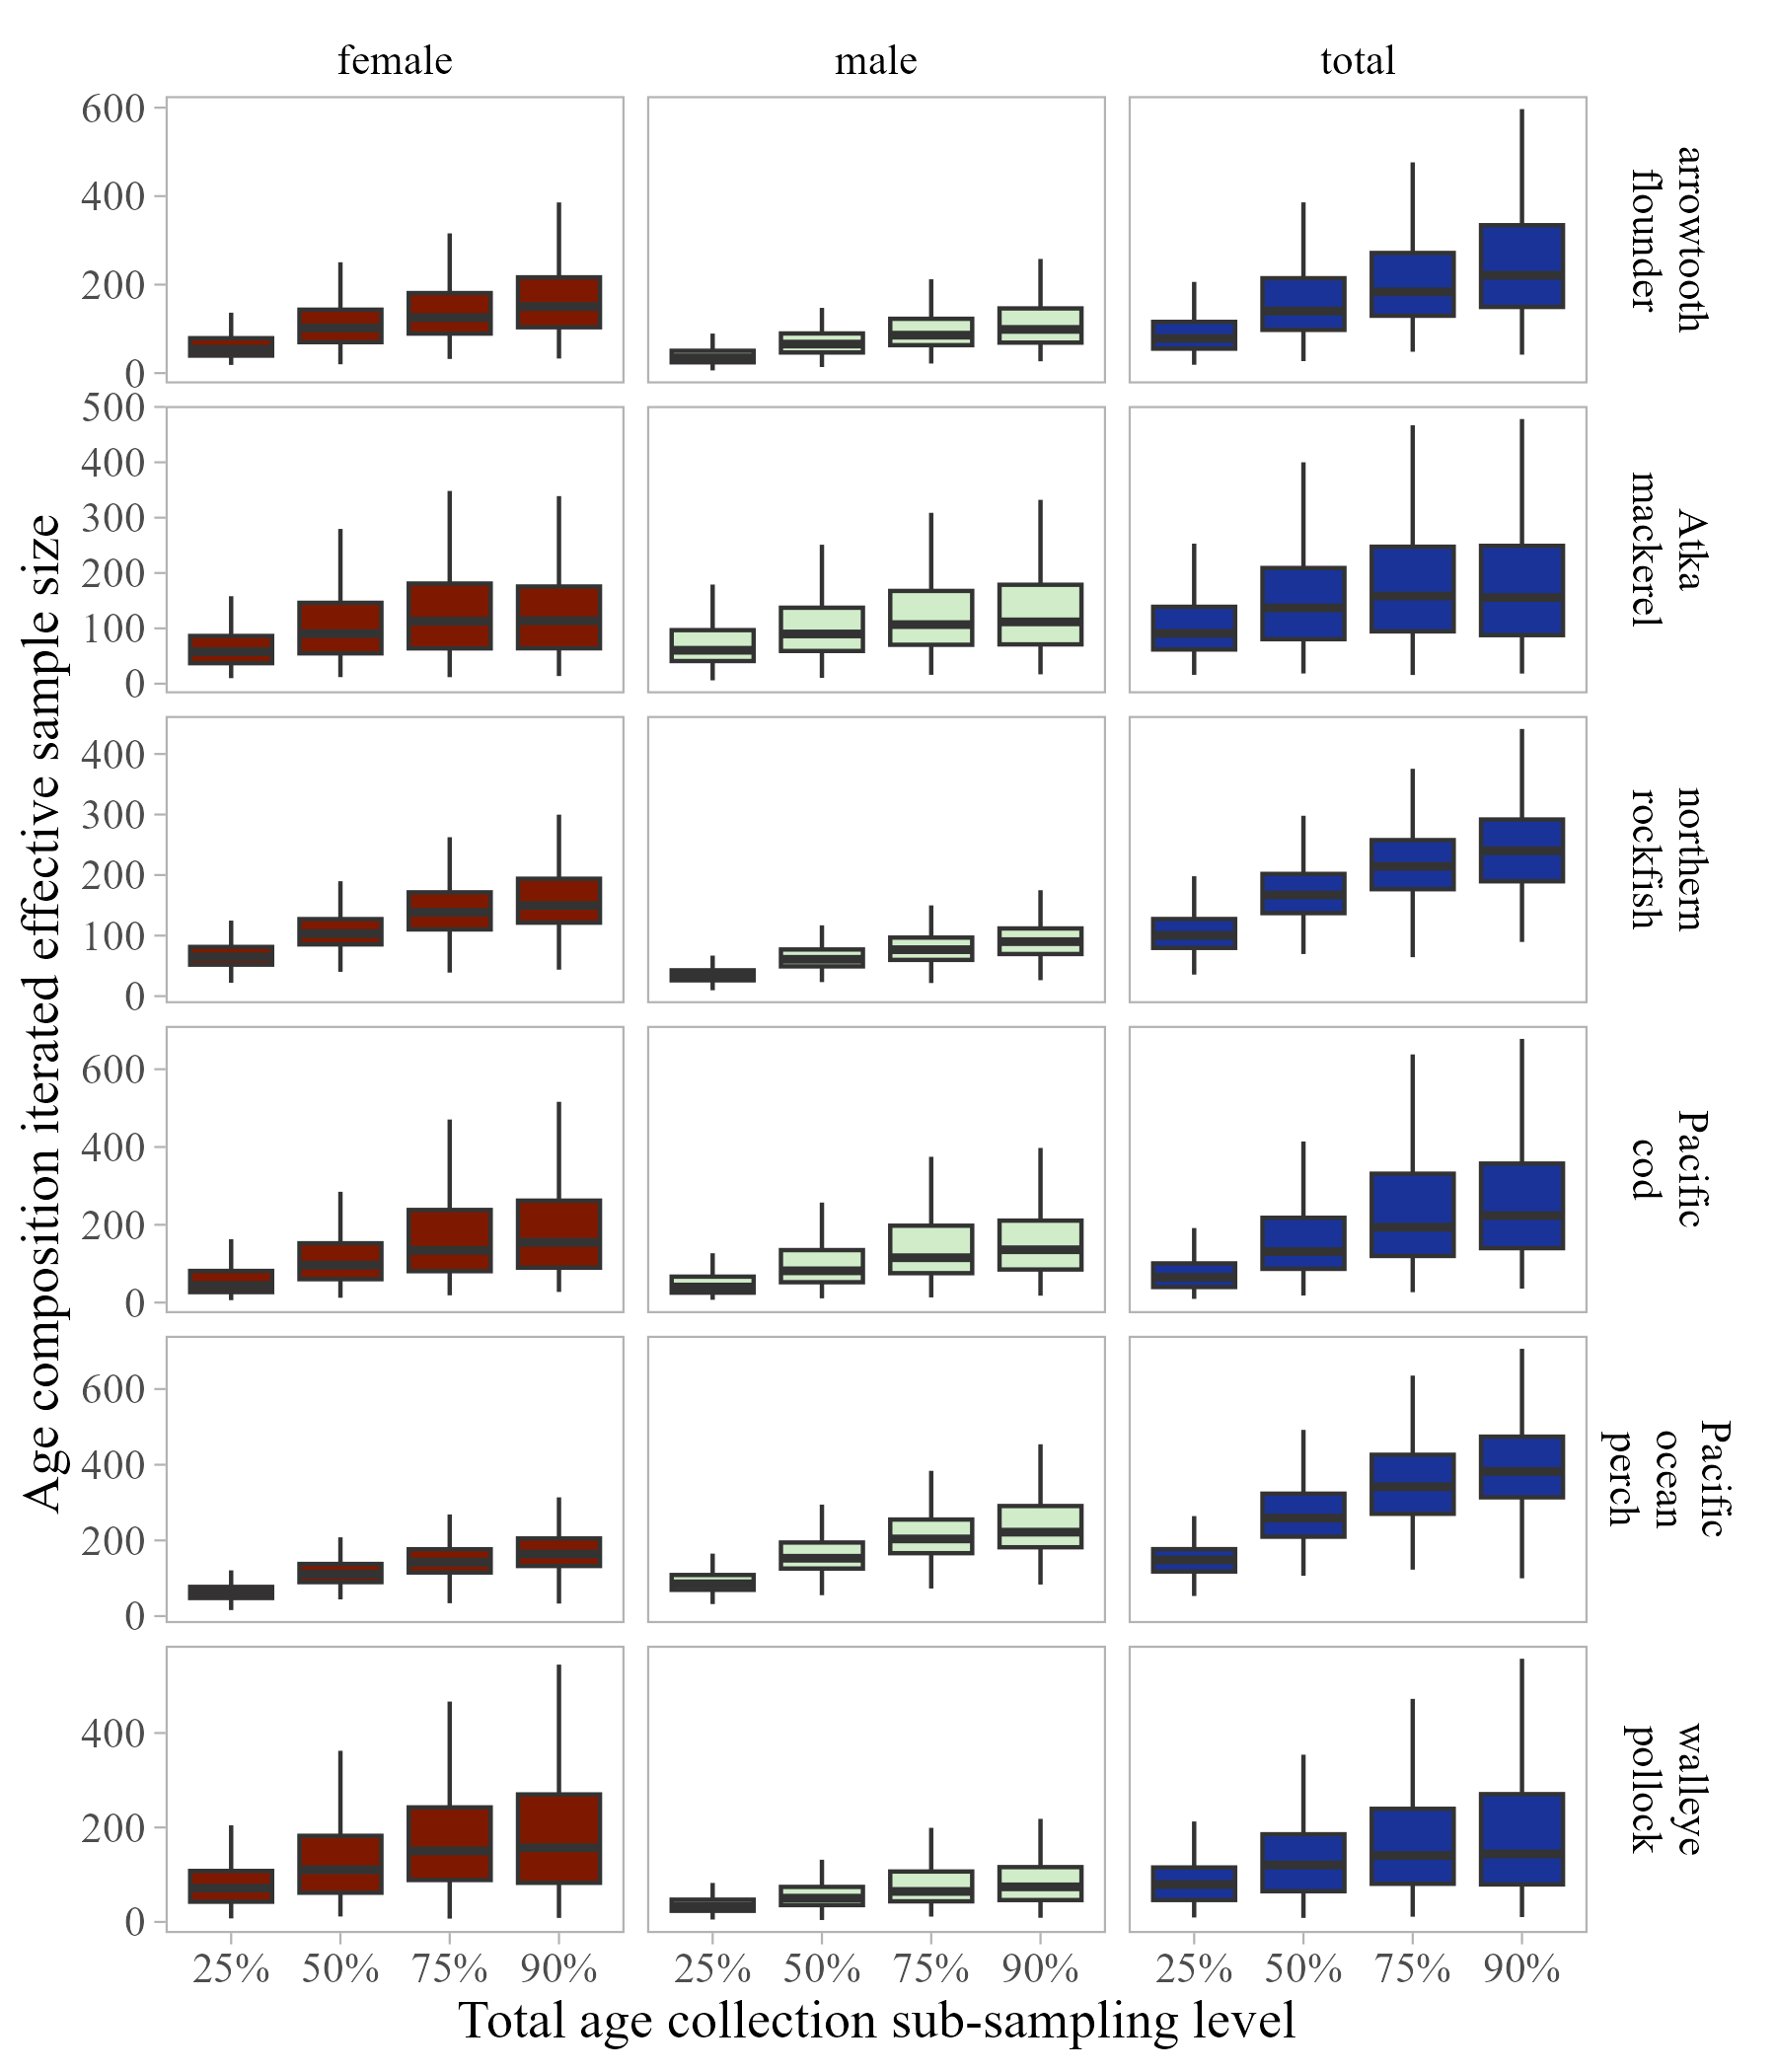 female male total
600
400
200
0
arrowtooth
flounder
500
400
300
200
100
0
Atka
mackerel
400
300
200
100
0
northern
rockfish
600
400
200
0
Pacific
cod
600
400
200
0
Pacific
ocean
perch
400
200
0
walleye
pollock
25% 50% 75% 90% 25% 50% 75% 90% 25% 50% 75% 90%
Total age collection sub-sampling level
Age composition iterated effective sample size